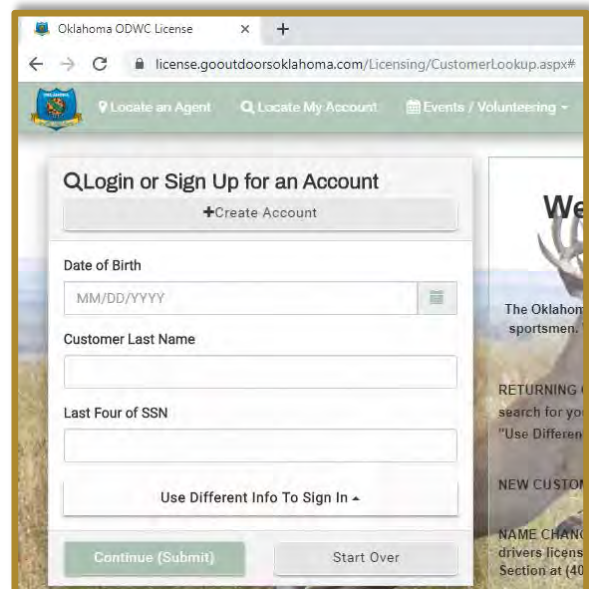 Oklahoma ODWC License
license.gooutdoorsoklahoma.com/Licensing/CustomerLookup.aspx#
Locate an Agent Locate My Account Events / Volunteering
Login or Sign Up for an Account
+Create Account
Date of Birth
MM/DD/YYYY
Customer Last Name
Last Four of SSN
Use Different Info To Sign In
Continue (Submit) Start Over
We
The Oklahom
sportsmen.
RETURNING
search for yo
"Use Differen
NEW CUSTOM
NAME CHANG
drivers licens
Section at (40